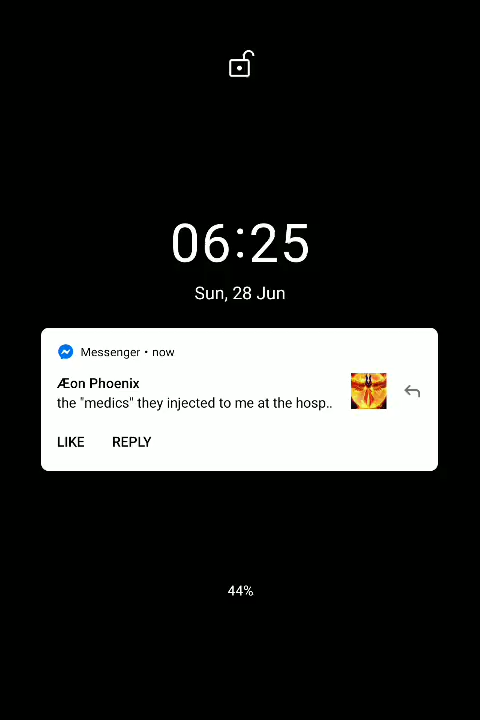 06:25
Sun, 28 Jun
Messenger • now
Æon Phoenix
the "medics" they injected to me at the hosp..
LIKE REPLY
44%